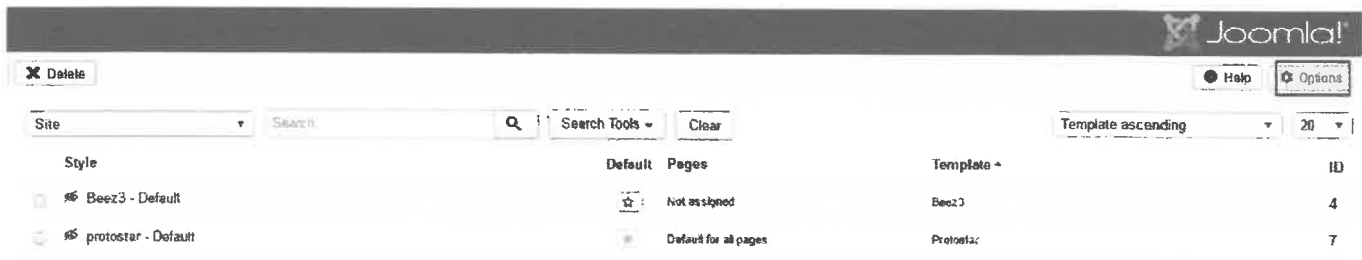 Joomla!
Delete Help Options
Site Search Search Tools Clear Template ascending 20
Style Default Pages Template ID
Beez3 - Default Not assigned Beez3 4
protostar - Default Default for all pages Protostar 7